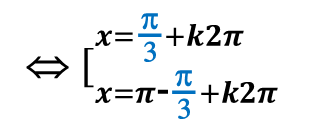 ⇔ [ x = π/3 + k2π
x = π - π/3 + k2π